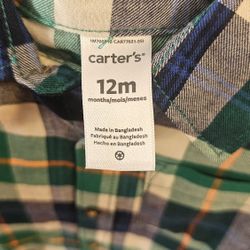 carter's®
12m
months/mois/meses
Made in Bangladesh
Fabriqué au Bangladesh
Hecho en Bangladesh